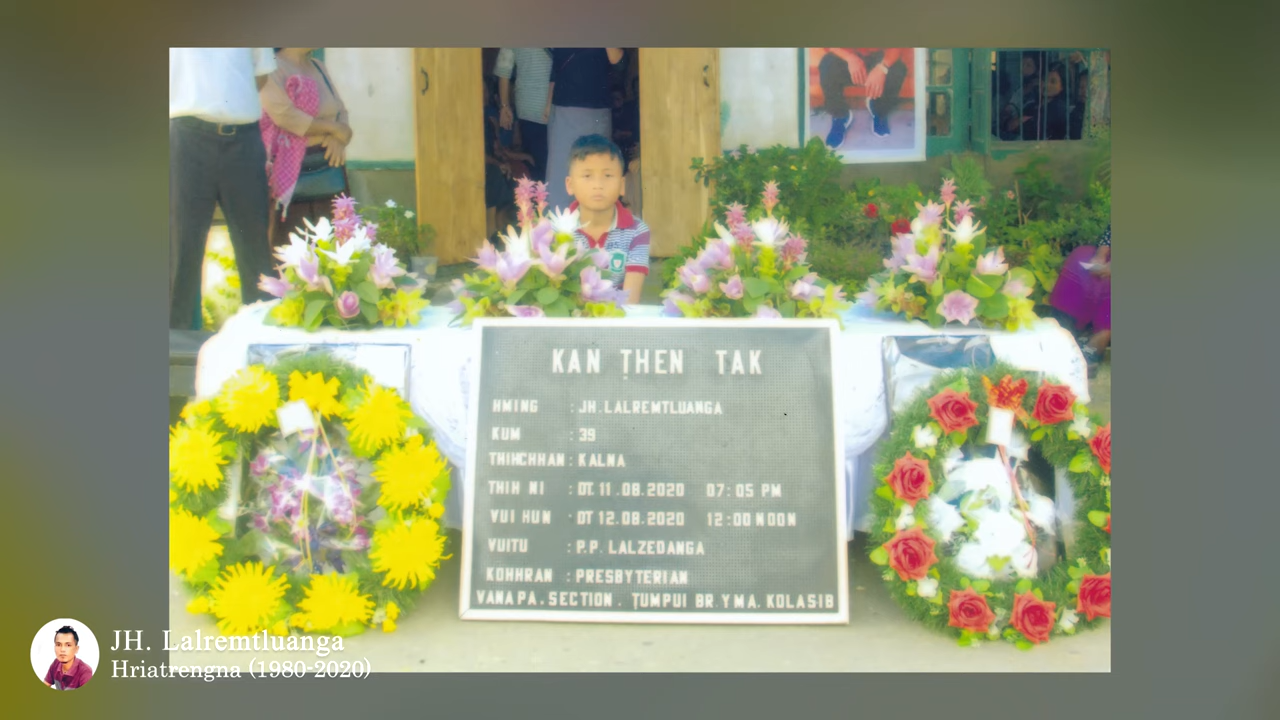 KAN ṬHEN TAK
HMING : JH. LALREMTLUANGA
KUM : 39
THIHCHHAN : KALNA
THIH NI : DT. 11.08.2020 07:05 PM
VUI HUN : DT 12.08.2020 12:00 NOON
VUITU : P.P. LALZEDANGA
KOHHRAN : PRESBYTERIAN
VANAPA. SECTION. ṬUMPUI BR. YMA. KOLASIB
JH. Lalremtluanga
Hriatrengna (1980-2020)